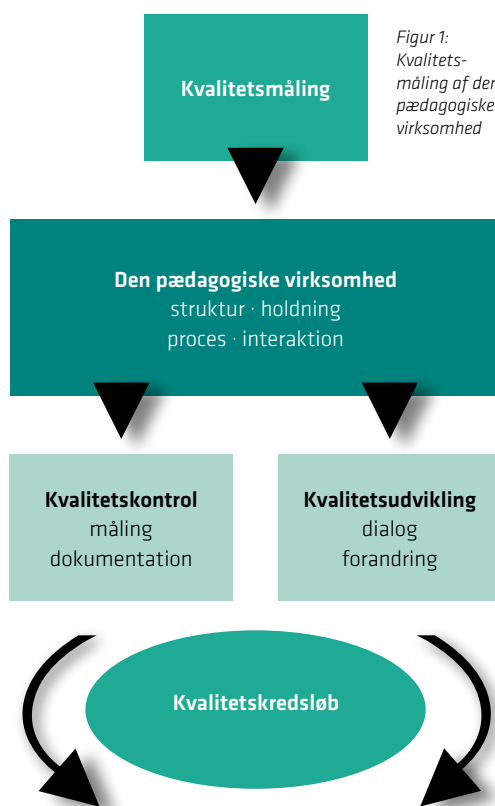 Kvalitetsmåling
Figur 1:
Kvalitets-
måling af den
pædagogiske
virksomhed
Den pædagogiske virksomhed
struktur · holdning
proces · interaktion
Kvalitetskontrol
måling
dokumentation
Kvalitetsudvikling
dialog
forandring
Kvalitetskredsløb